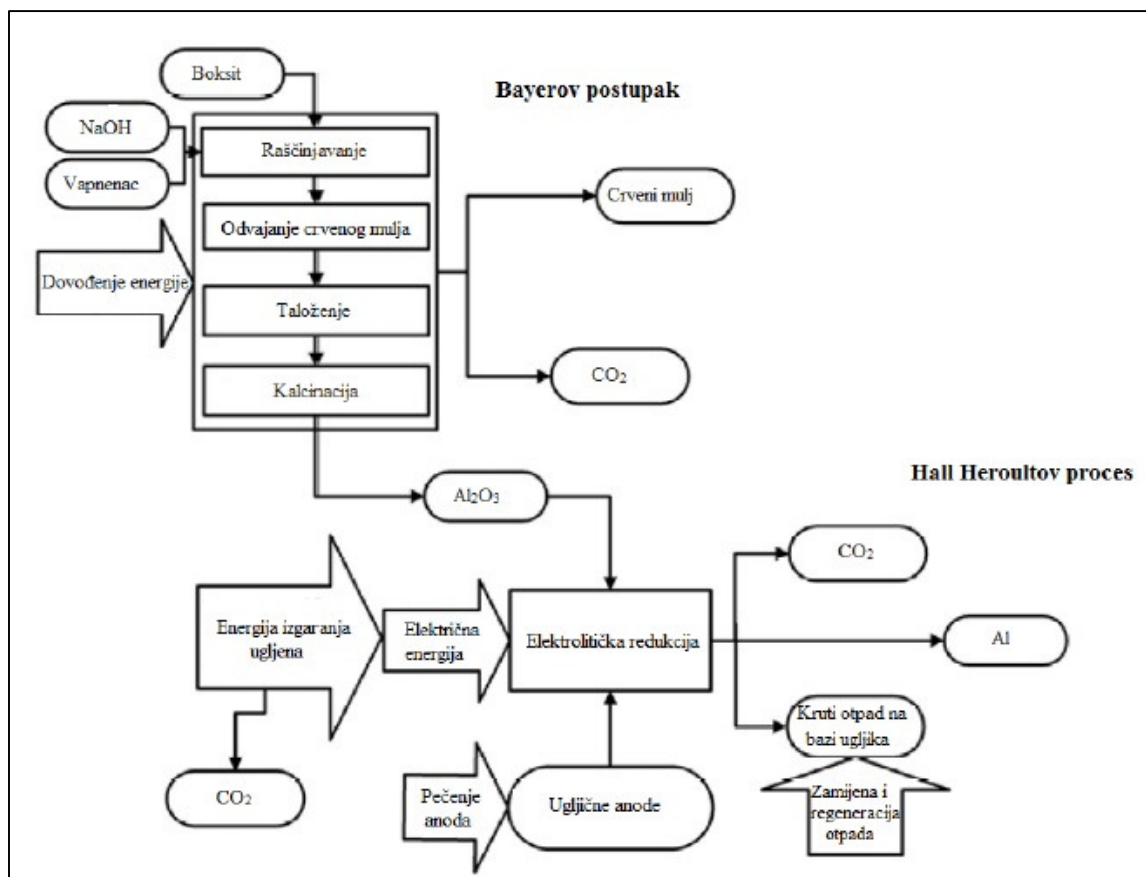 Boksit
Bayerov postupak
NaOH
Vapnenac
Raščinjavanje
Crveni mulj
Odvajanje crvenog mulja
Dovođenje energije
Taloženje
Kalcinacija
CO₂
Hall Heroultov proces
Al₂O₃
CO₂
Energija izgaranja
ugljena
Električna
energija
Elektrolitička redukcija
Al
Kruti otpad na
bazi ugljika
CO₂
Pečenje
anoda
Ugljične anode
Zamijena i
regeneracija
otpada